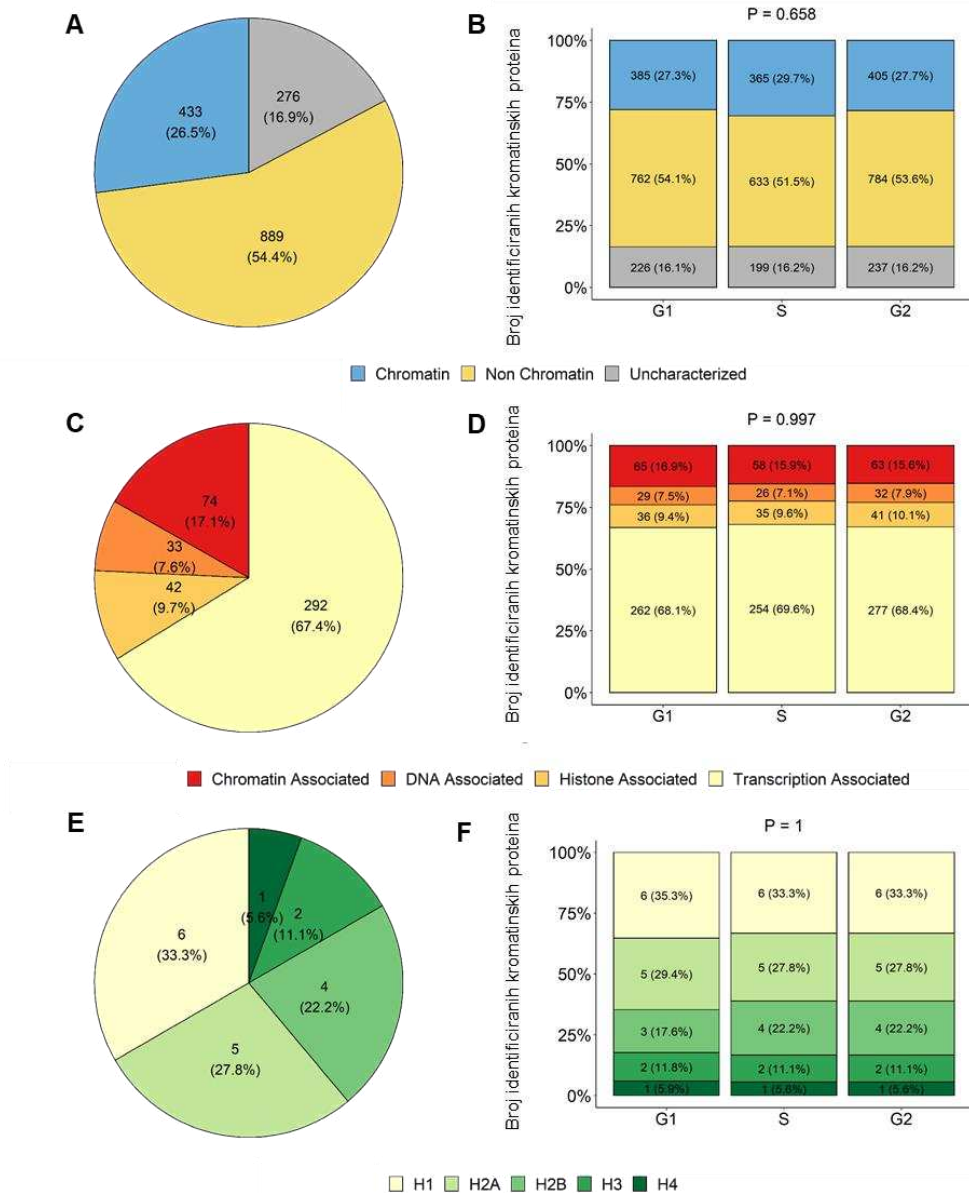 A
433
(26.5%)
276
(16.9%)
889
(54.4%)
B
P = 0.658
Broj identificiranih kromatinskih proteina
100%
75%
50%
25%
0%
385 (27.3%)
365 (29.7%)
405 (27.7%)
762 (54.1%)
633 (51.5%)
784 (53.6%)
226 (16.1%)
199 (16.2%)
237 (16.2%)
G1
S
G2
Chromatin
Non Chromatin
Uncharacterized
C
74
(17.1%)
33
(7.6%)
42
(9.7%)
292
(67.4%)
D
P = 0.997
Broj identificiranih kromatinskih proteina
100%
75%
50%
25%
0%
65 (16.9%)
58 (15.9%)
63 (15.6%)
29 (7.5%)
26 (7.1%)
32 (7.9%)
36 (9.4%)
35 (9.6%)
41 (10.1%)
262 (68.1%)
254 (69.6%)
277 (68.4%)
G1
S
G2
Chromatin Associated
DNA Associated
Histone Associated
Transcription Associated
E
1
(5.6%)
2
(11.1%)
6
(33.3%)
4
(22.2%)
5
(27.8%)
F
P = 1
Broj identificiranih kromatinskih proteina
100%
75%
50%
25%
0%
6 (35.3%)
6 (33.3%)
6 (33.3%)
5 (29.4%)
5 (27.8%)
5 (27.8%)
3 (17.6%)
4 (22.2%)
4 (22.2%)
2 (11.8%)
2 (11.1%)
2 (11.1%)
1 (5.9%)
1 (5.6%)
1 (5.6%)
G1
S
G2
H1
H2A
H2B
H3
H4